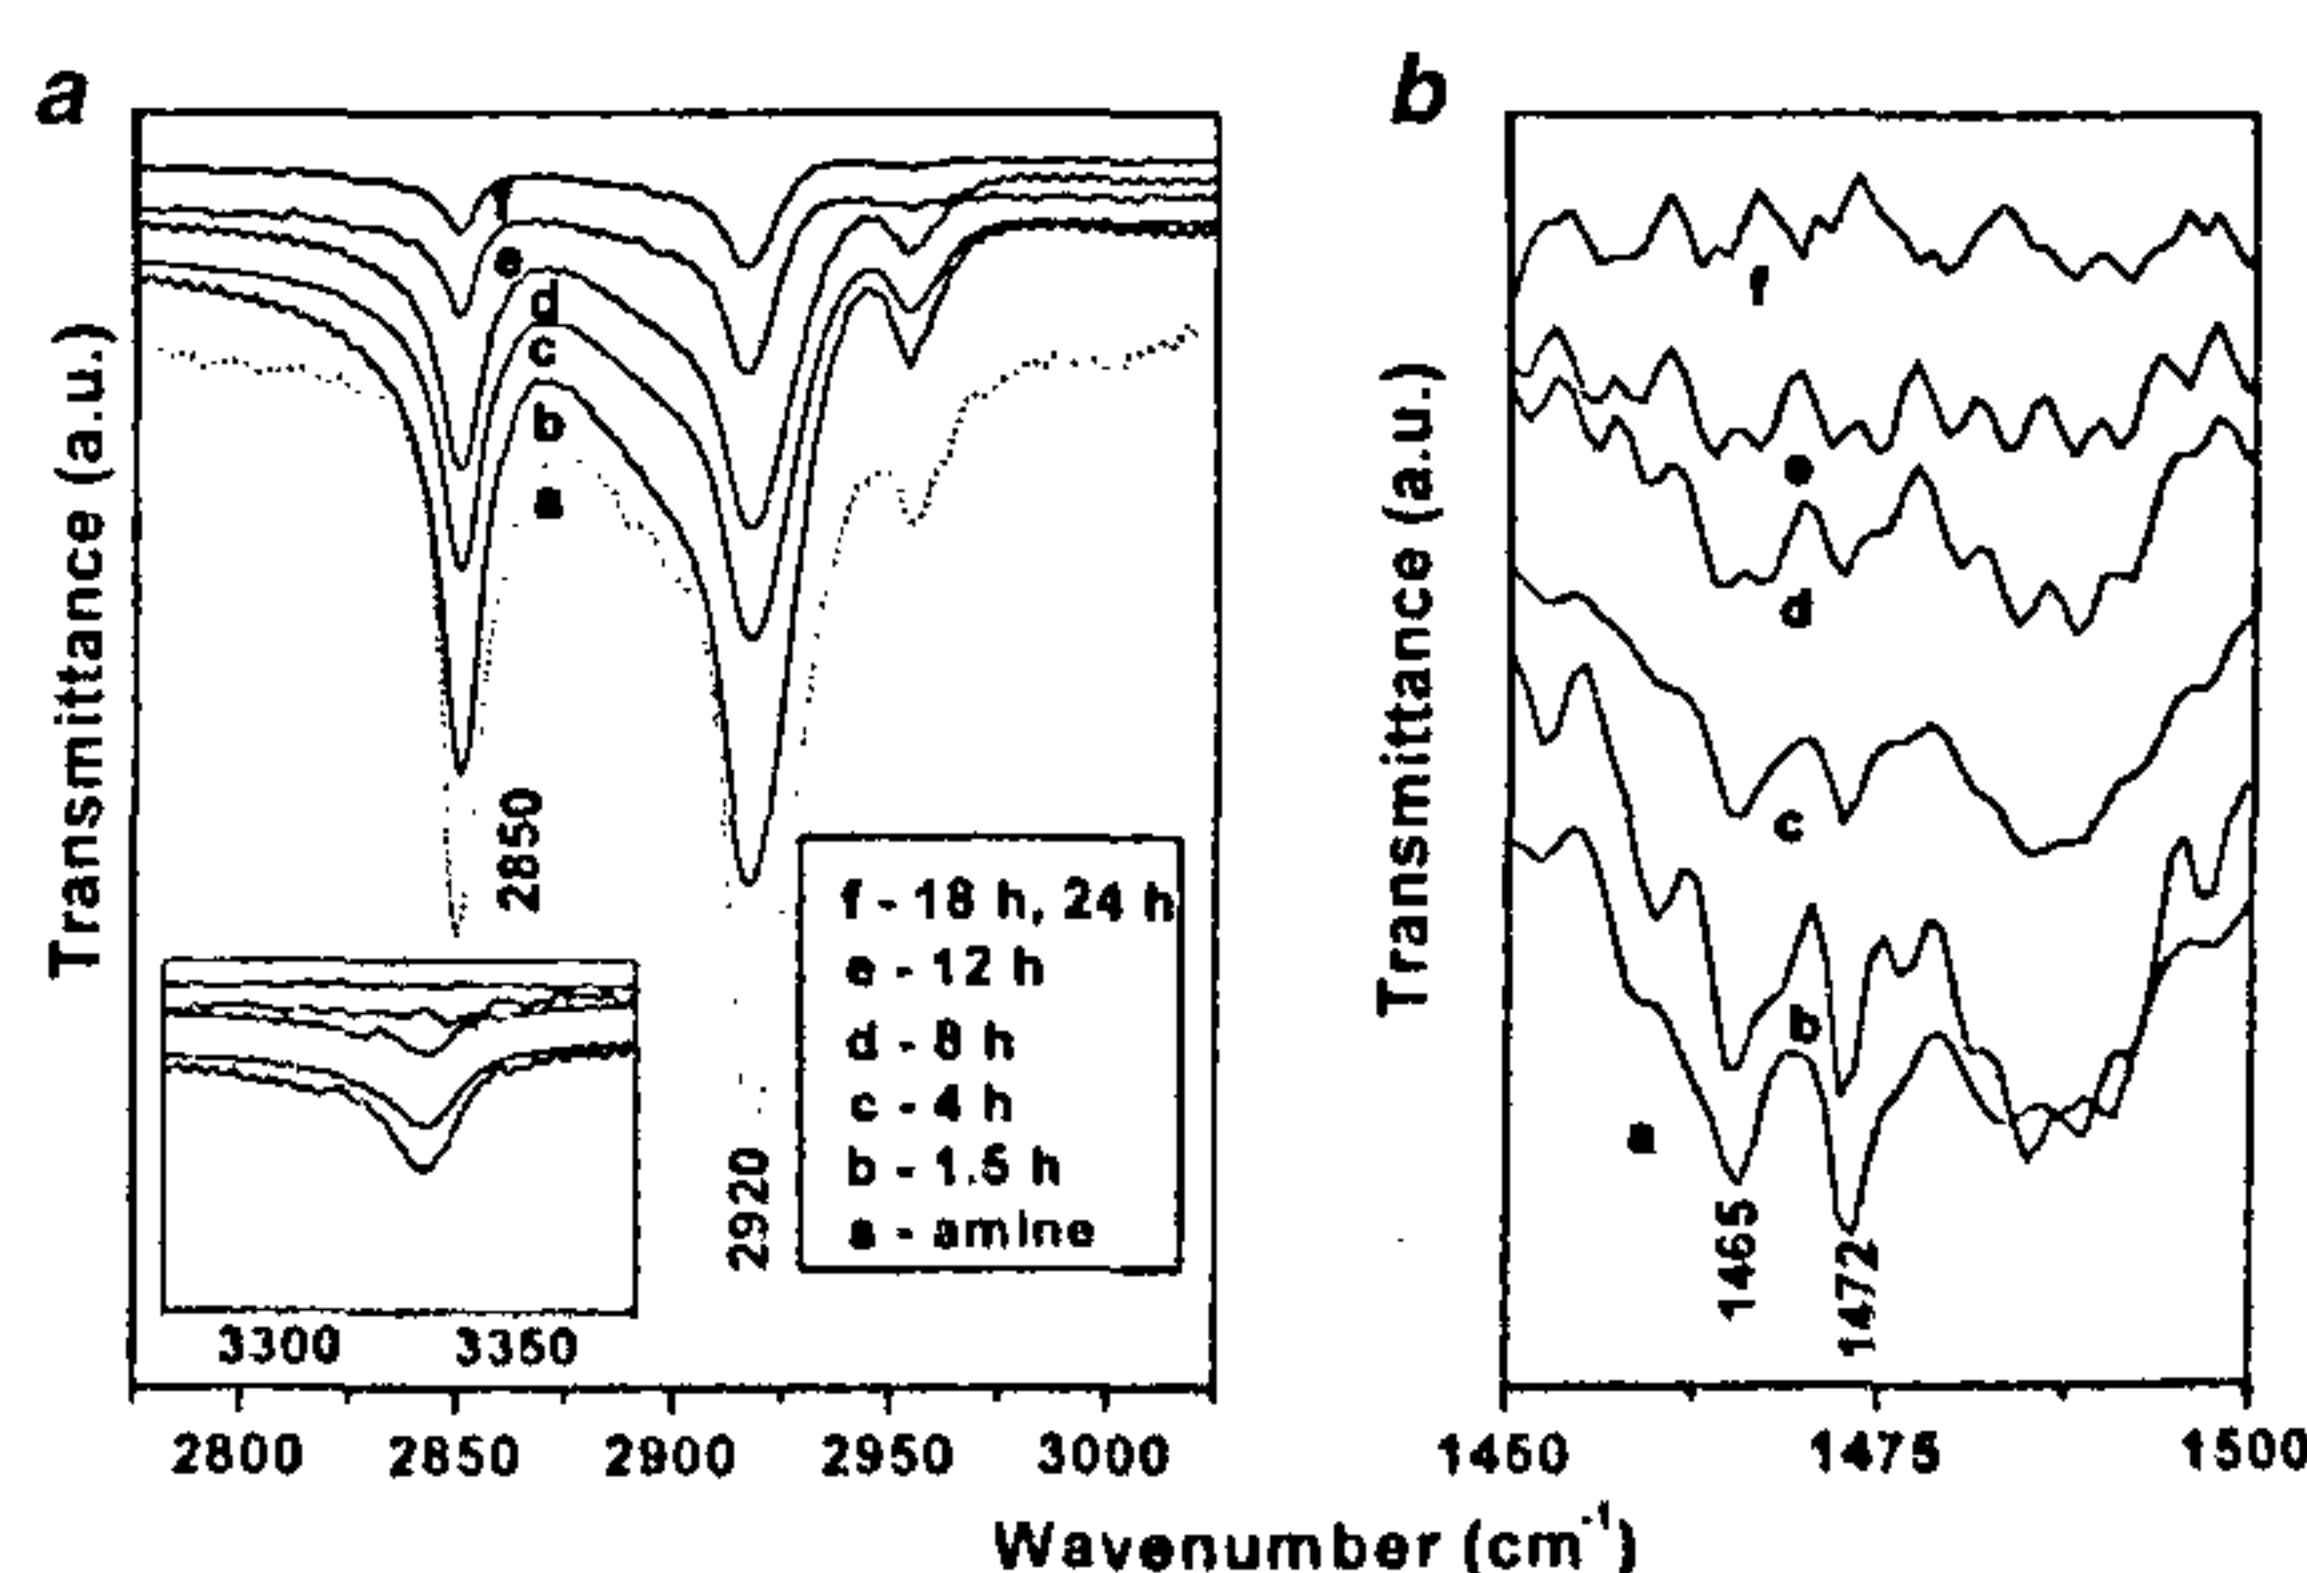 a
Transmittance (a.u.)
f
e
d
c
b
a
2850
2920
f - 18 h, 24 h
e - 12 h
d - 8 h
c - 4 h
b - 1.5 h
a - amine
3300 3350
2800 2850 2900 2950 3000
b
Transmittance (a.u.)
f
e
d
c
b
a
1465
1472
1450 1475 1500
Wavenumber (cm-1)